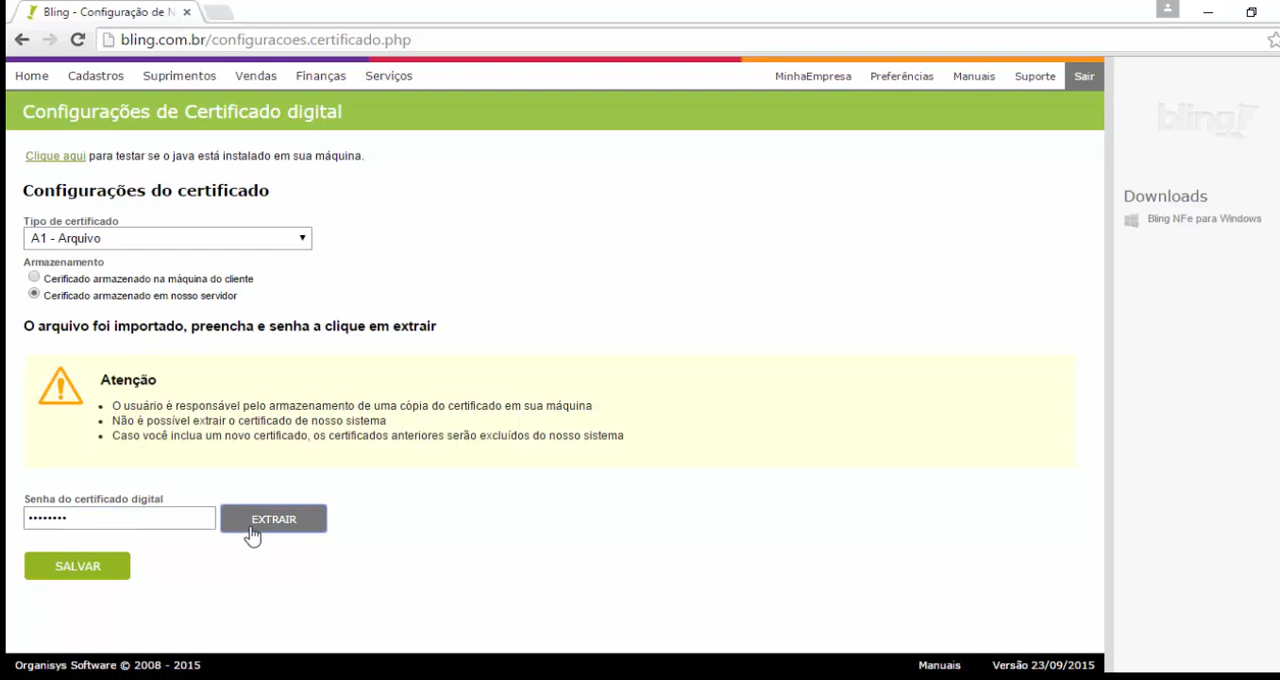 Bling - Configuração de N
bling.com.br/configuracoes.certificado.php
Home Cadastros Suprimentos Vendas Finanças Serviços MinhaEmpresa Preferências Manuais Suporte Sair
Configurações de Certificado digital
bling
Clique aqui para testar se o java está instalado em sua máquina.
Configurações do certificado
Downloads
Bling NFe para Windows
Tipo de certificado
A1 - Arquivo
Armazenamento
Cerificado armazenado na máquina do cliente
Cerificado armazenado em nosso servidor
O arquivo foi importado, preencha e senha a clique em extrair
Atenção
• O usuário é responsável pelo armazenamento de uma cópia do certificado em sua máquina
• Não é possível extrair o certificado de nosso sistema
• Caso você inclua um novo certificado, os certificados anteriores serão excluídos do nosso sistema
Senha do certificado digital
•••••••• EXTRAIR
SALVAR
Organisys Software © 2008 - 2015 Manuais Versão 23/09/2015